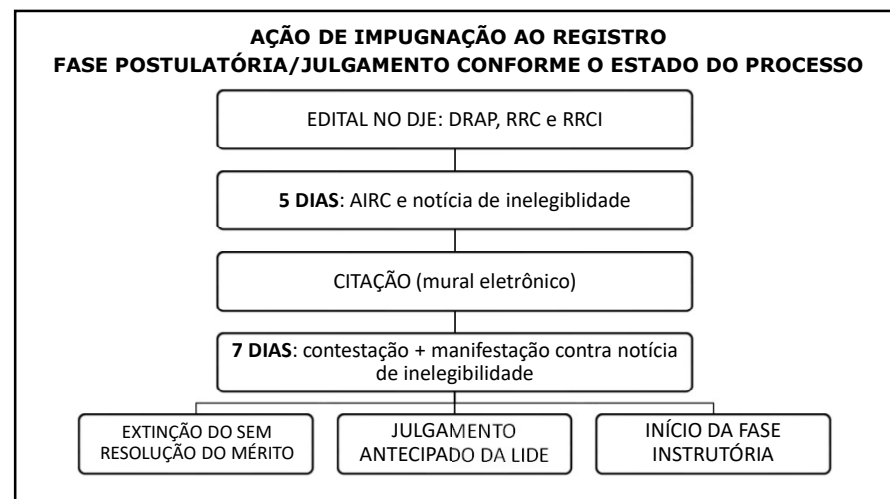 AÇÃO DE IMPUGNAÇÃO AO REGISTRO
FASE POSTULATÓRIA/JULGAMENTO CONFORME O ESTADO DO PROCESSO
EDITAL NO DJE: DRAP, RRC e RRCI
5 DIAS: AIRC e notícia de inelegiblidade
CITAÇÃO (mural eletrônico)
7 DIAS: contestação + manifestação contra notícia
de inelegibilidade
EXTINÇÃO DO SEM
RESOLUÇÃO DO MÉRITO
JULGAMENTO
ANTECIPADO DA LIDE
INÍCIO DA FASE
INSTRUTÓRIA